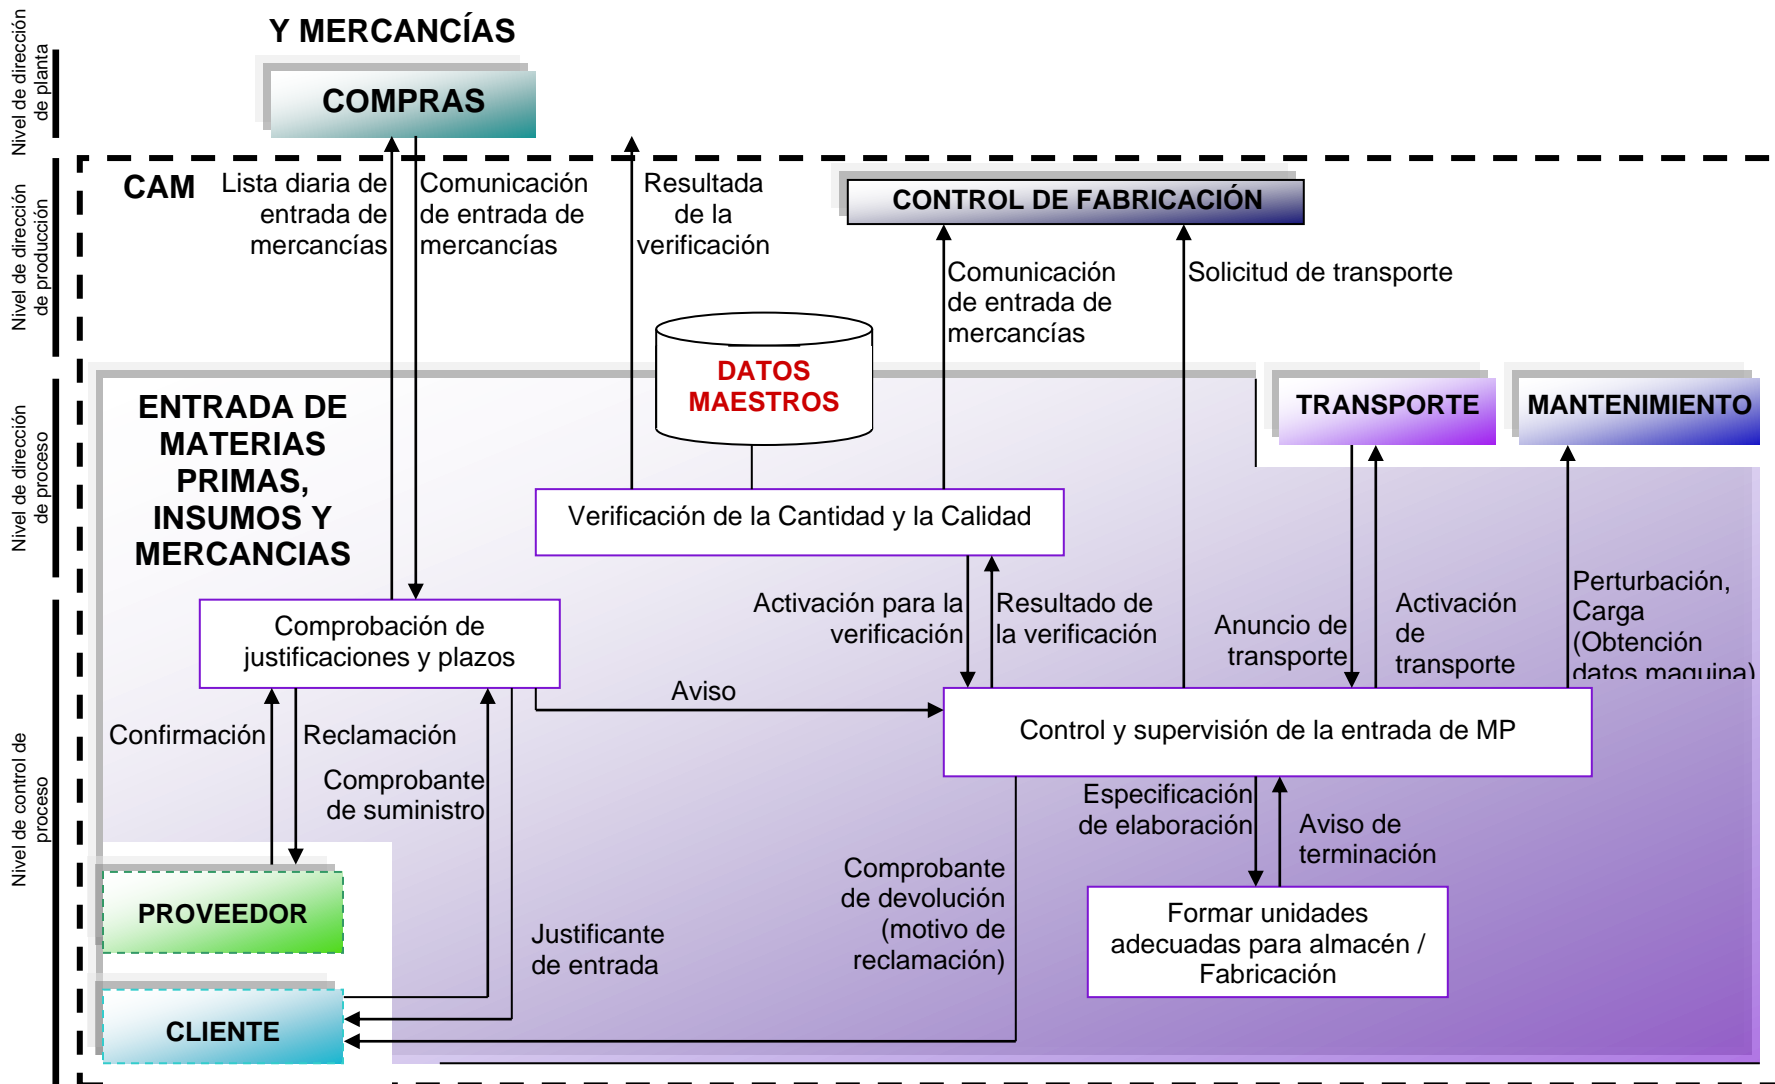 Y MERCANCÍAS
COMPRAS
Nivel de dirección
de planta
CAM
Lista diaria de
entrada de
mercancías
Comunicación
de entrada de
mercancías
Resultada
de la
verificación
CONTROL DE FABRICACIÓN
Comunicación
de entrada de
mercancías
Solicitud de transporte
Nivel de dirección
de producción
DATOS
MAESTROS
ENTRADA DE
MATERIAS
PRIMAS,
INSUMOS Y
MERCANCIAS
TRANSPORTE
MANTENIMIENTO
Nivel de dirección
de proceso
Verificación de la Cantidad y la Calidad
Activación para la
verificación
Resultado de
la verificación
Anuncio de
transporte
Activación
de
transporte
Perturbación,
Carga
(Obtención
datos maquina)
Comprobación de
justificaciones y plazos
Aviso
Control y supervisión de la entrada de MP
Confirmación
Reclamación
Comprobante
de suministro
Nivel de control de
proceso
Especificación
de elaboración
Aviso de
terminación
Comprobante
de devolución
(motivo de
reclamación)
Formar unidades
adecuadas para almacén /
Fabricación
PROVEEDOR
Justificante
de entrada
CLIENTE